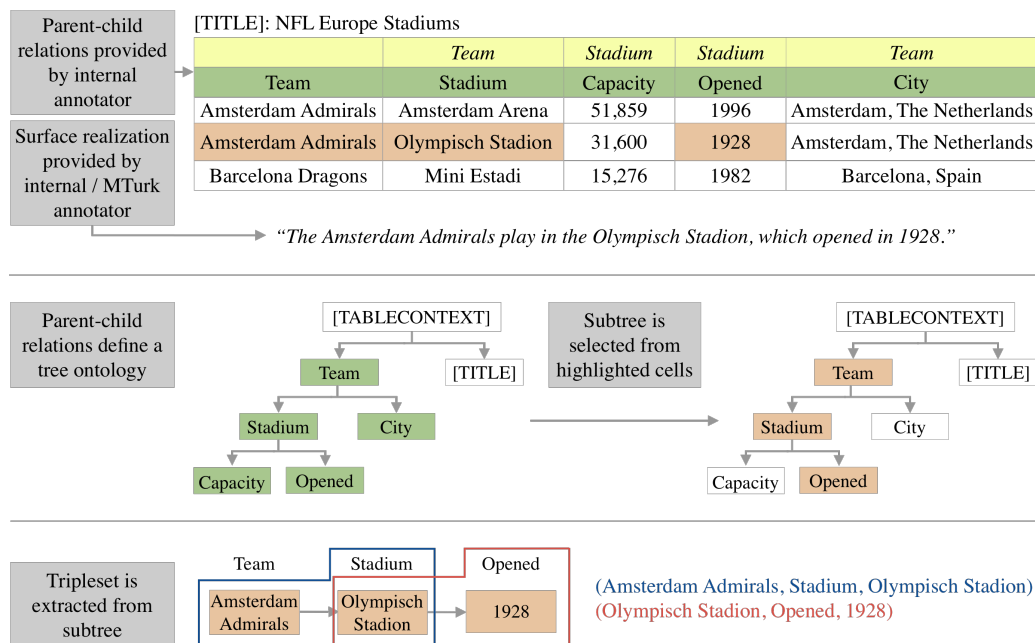 Parent-child
relations provided
by internal
annotator
[TITLE]: NFL Europe Stadiums
Team Stadium Stadium Team
Team Stadium Capacity Opened City
Amsterdam Admirals Amsterdam Arena 51,859 1996 Amsterdam, The Netherlands
Amsterdam Admirals Olympisch Stadion 31,600 1928 Amsterdam, The Netherlands
Barcelona Dragons Mini Estadi 15,276 1982 Barcelona, Spain
Surface realization
provided by
internal / MTurk
annotator
“The Amsterdam Admirals play in the Olympisch Stadion, which opened in 1928.”
Parent-child
relations define a
tree ontology
[TABLECONTEXT]
Team [TITLE]
Stadium City
Capacity Opened
Subtree is
selected from
highlighted cells
[TABLECONTEXT]
Team [TITLE]
Stadium City
Capacity Opened
Tripleset is
extracted from
subtree
Team Stadium Opened
Amsterdam
Admirals
Olympisch
Stadion
1928
(Amsterdam Admirals, Stadium, Olympisch Stadion)
(Olympisch Stadion, Opened, 1928)